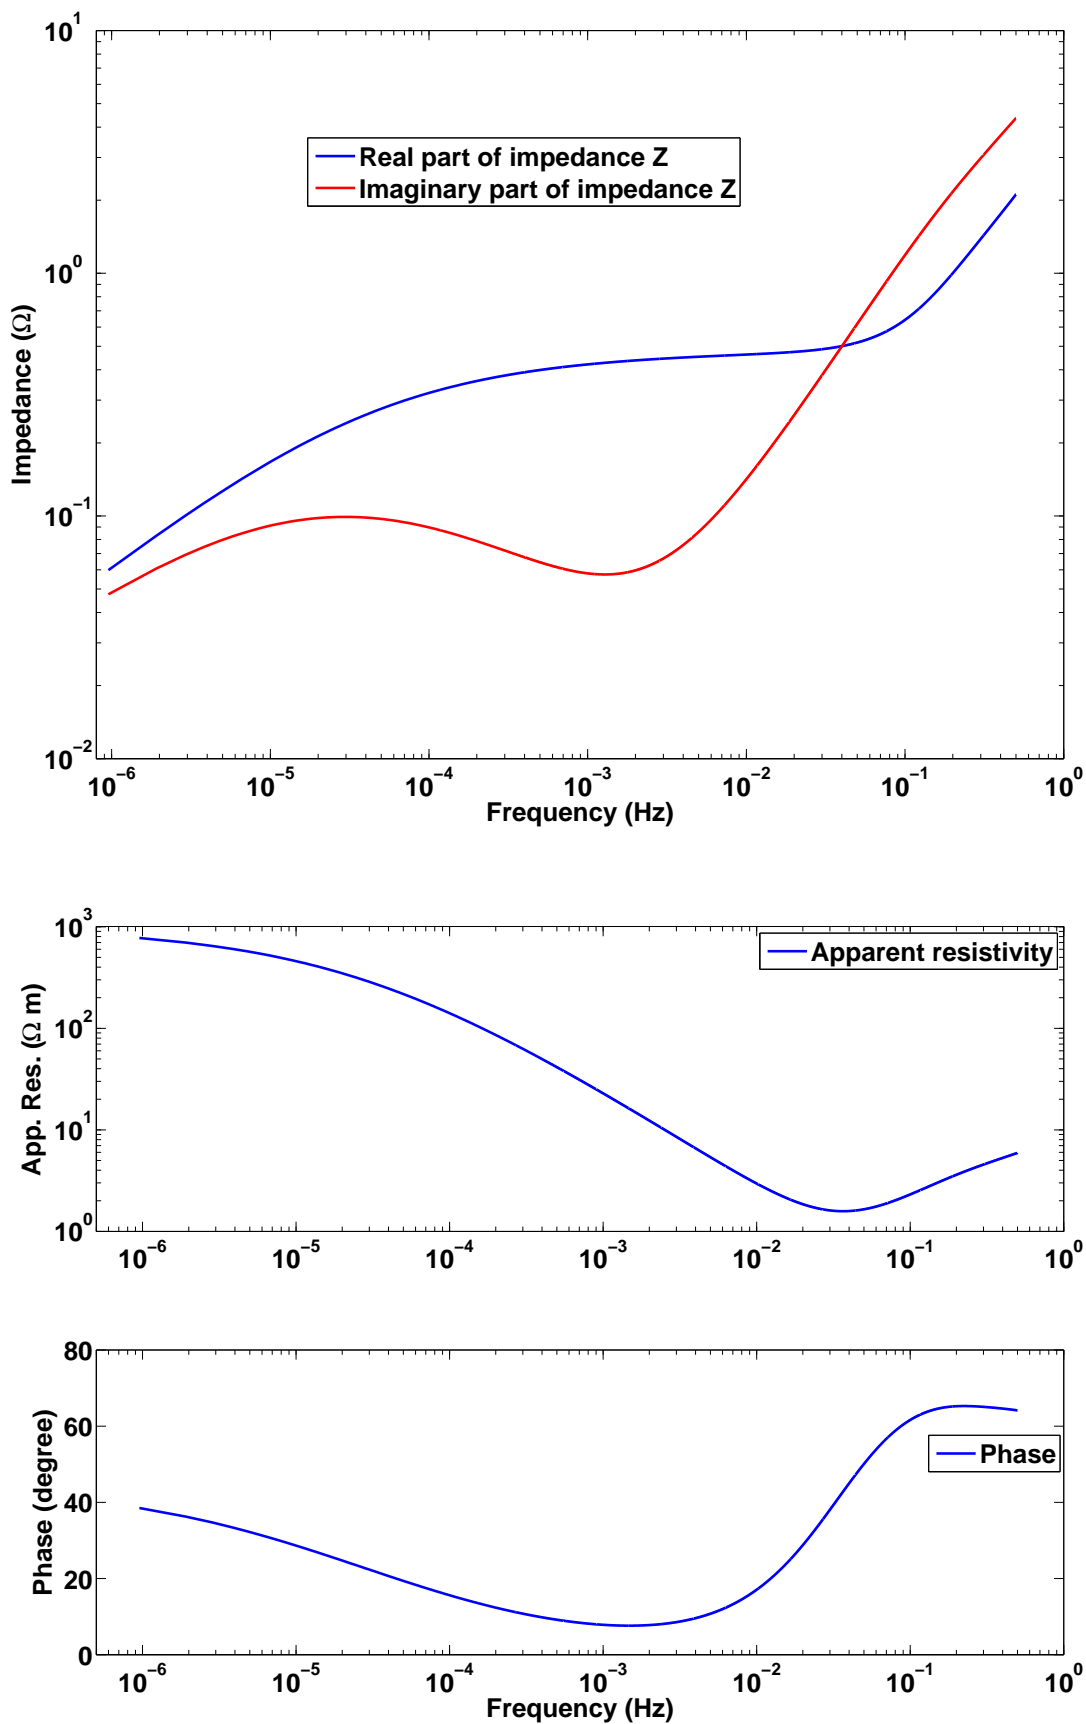 10^1
Real part of impedance Z
Imaginary part of impedance Z
10^0
Impedance (Ω)
10^−1
10^−2
10^−6 10^−5 10^−4 10^−3 10^−2 10^−1 10^0
Frequency (Hz)
10^3
Apparent resistivity
10^2
App. Res. (Ω m)
10^1
10^0
10^−6 10^−5 10^−4 10^−3 10^−2 10^−1 10^0
80
60
Phase
Phase (degree)
40
20
0
10^−6 10^−5 10^−4 10^−3 10^−2 10^−1 10^0
Frequency (Hz)